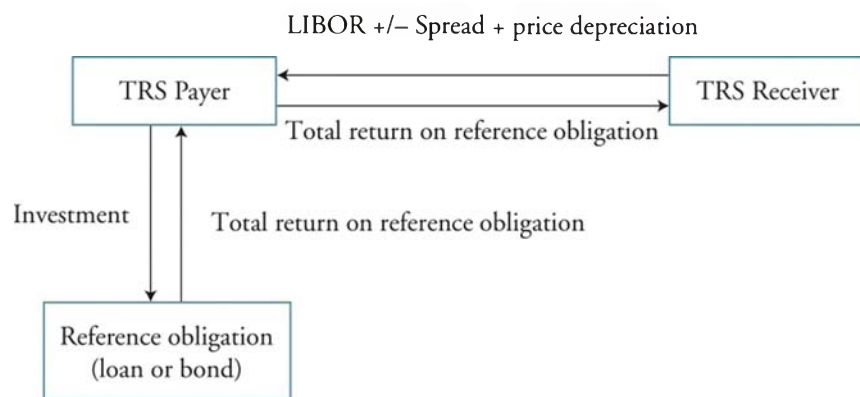 LIBOR +/– Spread + price depreciation
TRS Payer
TRS Receiver
Total return on reference obligation
Investment
Total return on reference obligation
Reference obligation
(loan or bond)